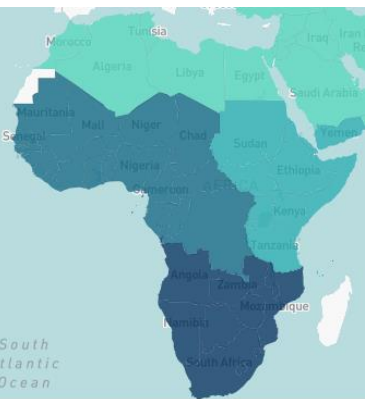 Tunisia
Morocco
Iraq
Iran
Algeria
Libya
Egypt
Saudi Arabia
Mauritania
Mali
Niger
Chad
Sudan
Yemen
Senegal
Nigeria
Ethiopia
Cameroon
AFRICA
Kenya
Tanzania
Angola
Zambia
Mozambique
Namibia
South Africa
South
tlantic
Ocean